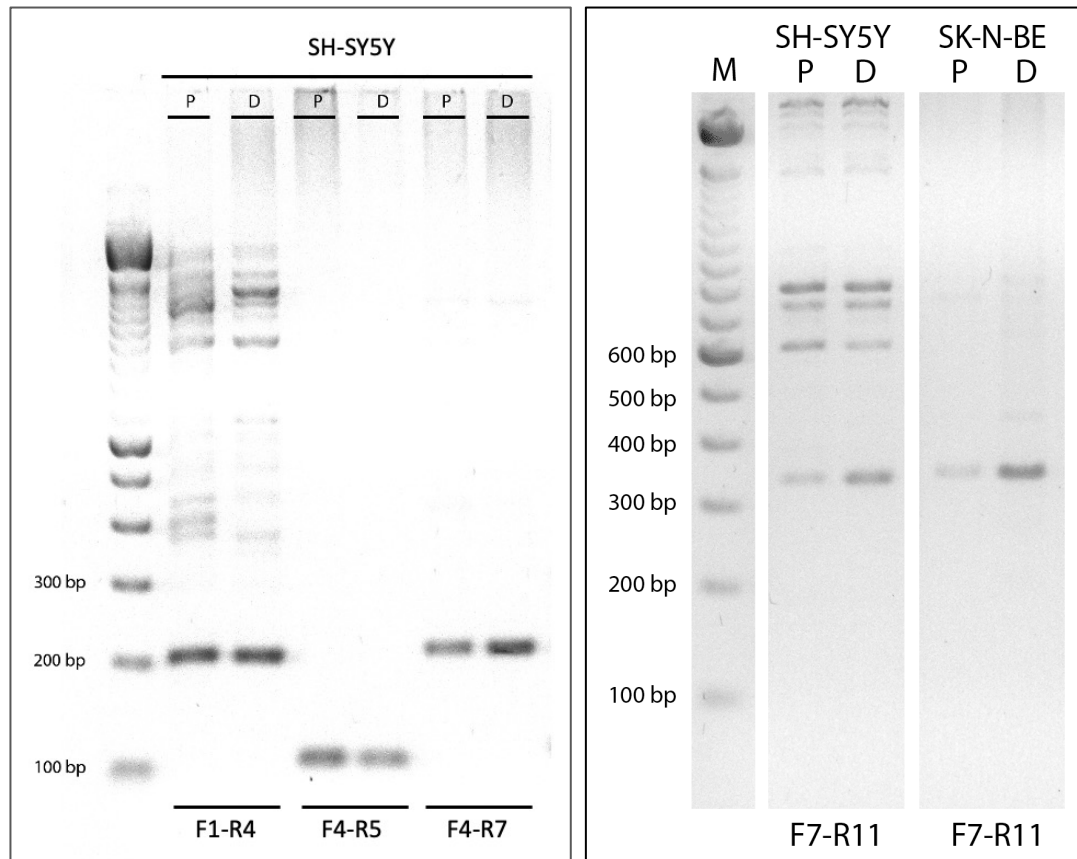 SH-SY5Y
P D P D P D
300 bp
200 bp
100 bp
F1-R4 F4-R5 F4-R7
SH-SY5Y SK-N-BE
M P D P D
600 bp
500 bp
400 bp
300 bp
200 bp
100 bp
F7-R11 F7-R11